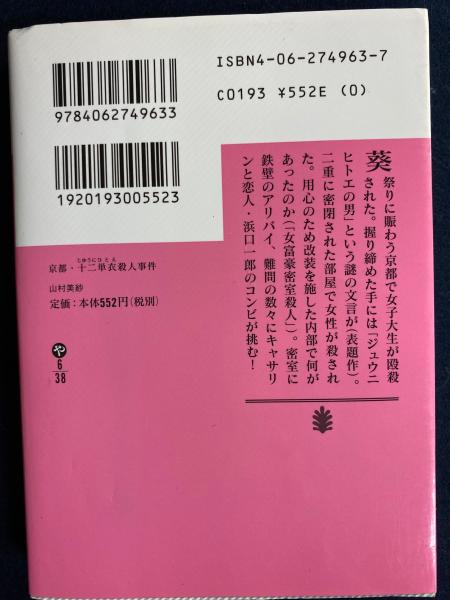 ISBN4-06-274963-7
C0193 ¥552E (0)
9784062749633
1920193005523
京都・十二単衣殺人事件
じゅうにひとえ
山村美紗
定価：本体552円（税別）
や
6
38
葵祭りに賑わう京都で女子大生が殴殺
された。握り締めた手には「ジュウニ
ヒトエの男」という謎の文言が（表題作）。
二重に密閉された部屋で女性が殺され
た。用心のため改装を施した内部で何が
あったのか（「女富豪密室殺人」）。密室に
鉄壁のアリバイ、難問の数々にキャサリ
ンと恋人・浜口一郎のコンビが挑む！